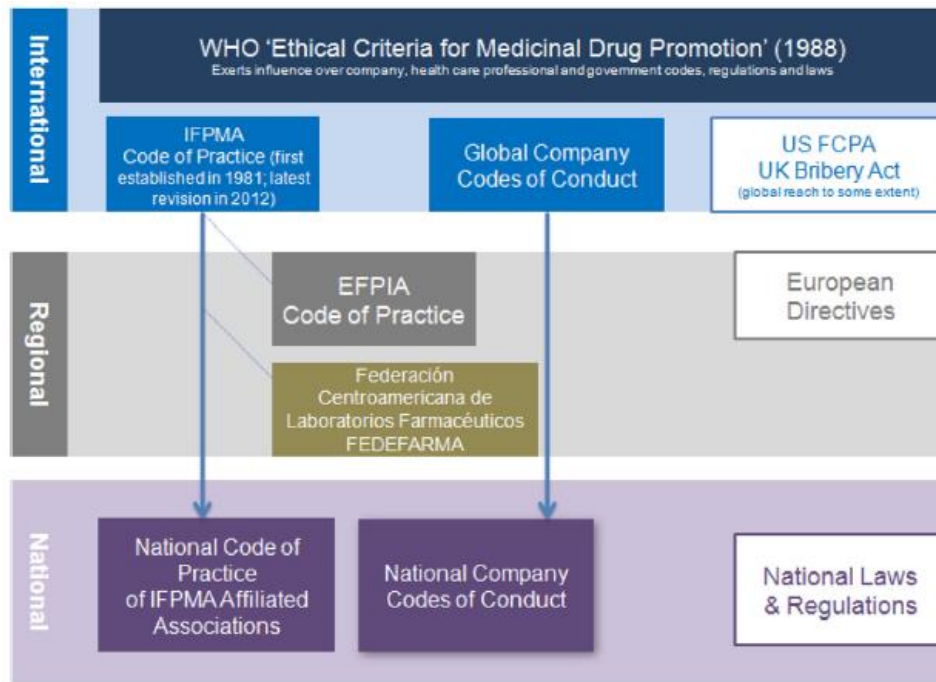 International
WHO 'Ethical Criteria for Medicinal Drug Promotion' (1988)
Exerts influence over company, health care professional and government codes, regulations and laws
IFPMA
Code of Practice (first
established in 1981; latest
revision in 2012)
Global Company
Codes of Conduct
US FCPA
UK Bribery Act
(global reach to some extent)
Regional
EFPIA
Code of Practice
European
Directives
Federación
Centroamericana de
Laboratorios Farmacéuticos
FEDEFARMA
National
National Code of
Practice
of IFPMA Affiliated
Associations
National Company
Codes of Conduct
National Laws
& Regulations